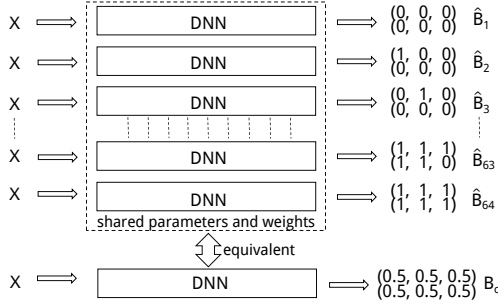 X DNN (0, 0, 0) B̂1
(0, 0, 0)
X DNN (1, 0, 0) B̂2
(0, 0, 0)
X DNN (0, 1, 0) B̂3
(0, 0, 0)
X DNN (1, 1, 1) B̂63
(1, 1, 0)
X DNN (1, 1, 1) B̂64
(1, 1, 1)
shared parameters and weights
equivalent
X DNN (0.5, 0.5, 0.5)
(0.5, 0.5, 0.5)